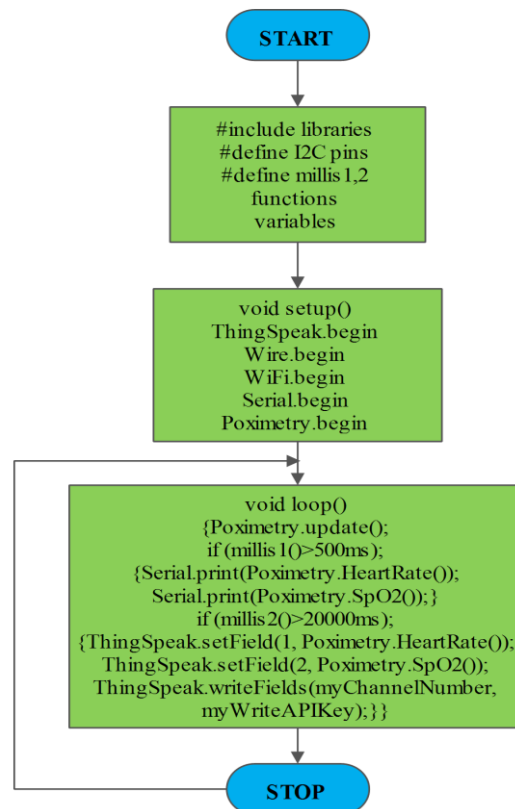 START
#include libraries
#define I2C pins
#define millis1,2
functions
variables
void setup()
ThingSpeak.begin
Wire.begin
WiFi.begin
Serial.begin
Poximetry.begin
void loop()
{Poximetry.update();
if (millis1()>500ms);
{Serial.print(Poximetry.HeartRate());
Serial.print(Poximetry.SpO2());}
if (millis2()>20000ms);
{ThingSpeak.setField(1, Poximetry.HeartRate());
ThingSpeak.setField(2, Poximetry.SpO2());
ThingSpeak.writeFields(myChannelNumber,
myWriteAPIKey);}}
STOP